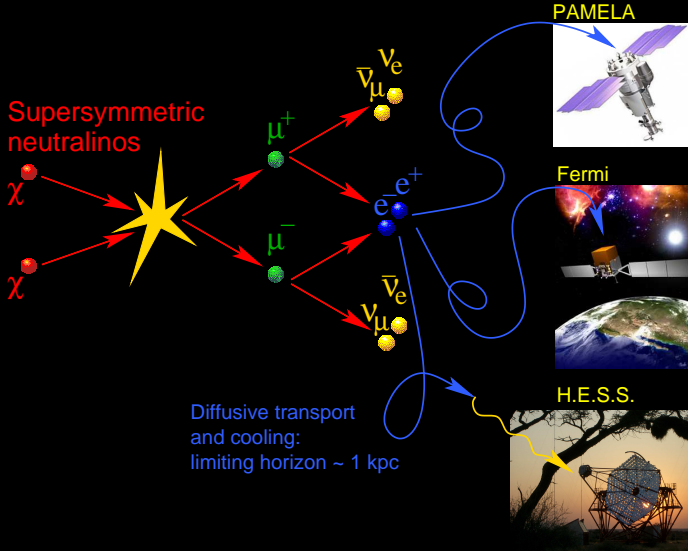 PAMELA
ν̄μ νe
Supersymmetric
neutralinos
μ+
χ
Fermi
e− e+
μ−
χ
νμ ν̄e
H.E.S.S.
Diffusive transport
and cooling:
limiting horizon ~ 1 kpc